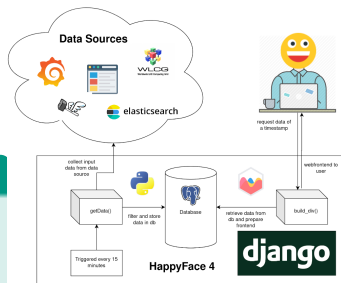 Data Sources
WLCG
elasticsearch
request data of
a timestamp
collect input
data from data
source
webfrontend to
user
getData()
filter and store
data in db
Database
retrieve data from
db and prepare
frontend
build_div()
Triggered every 15
minutes
HappyFace 4
django